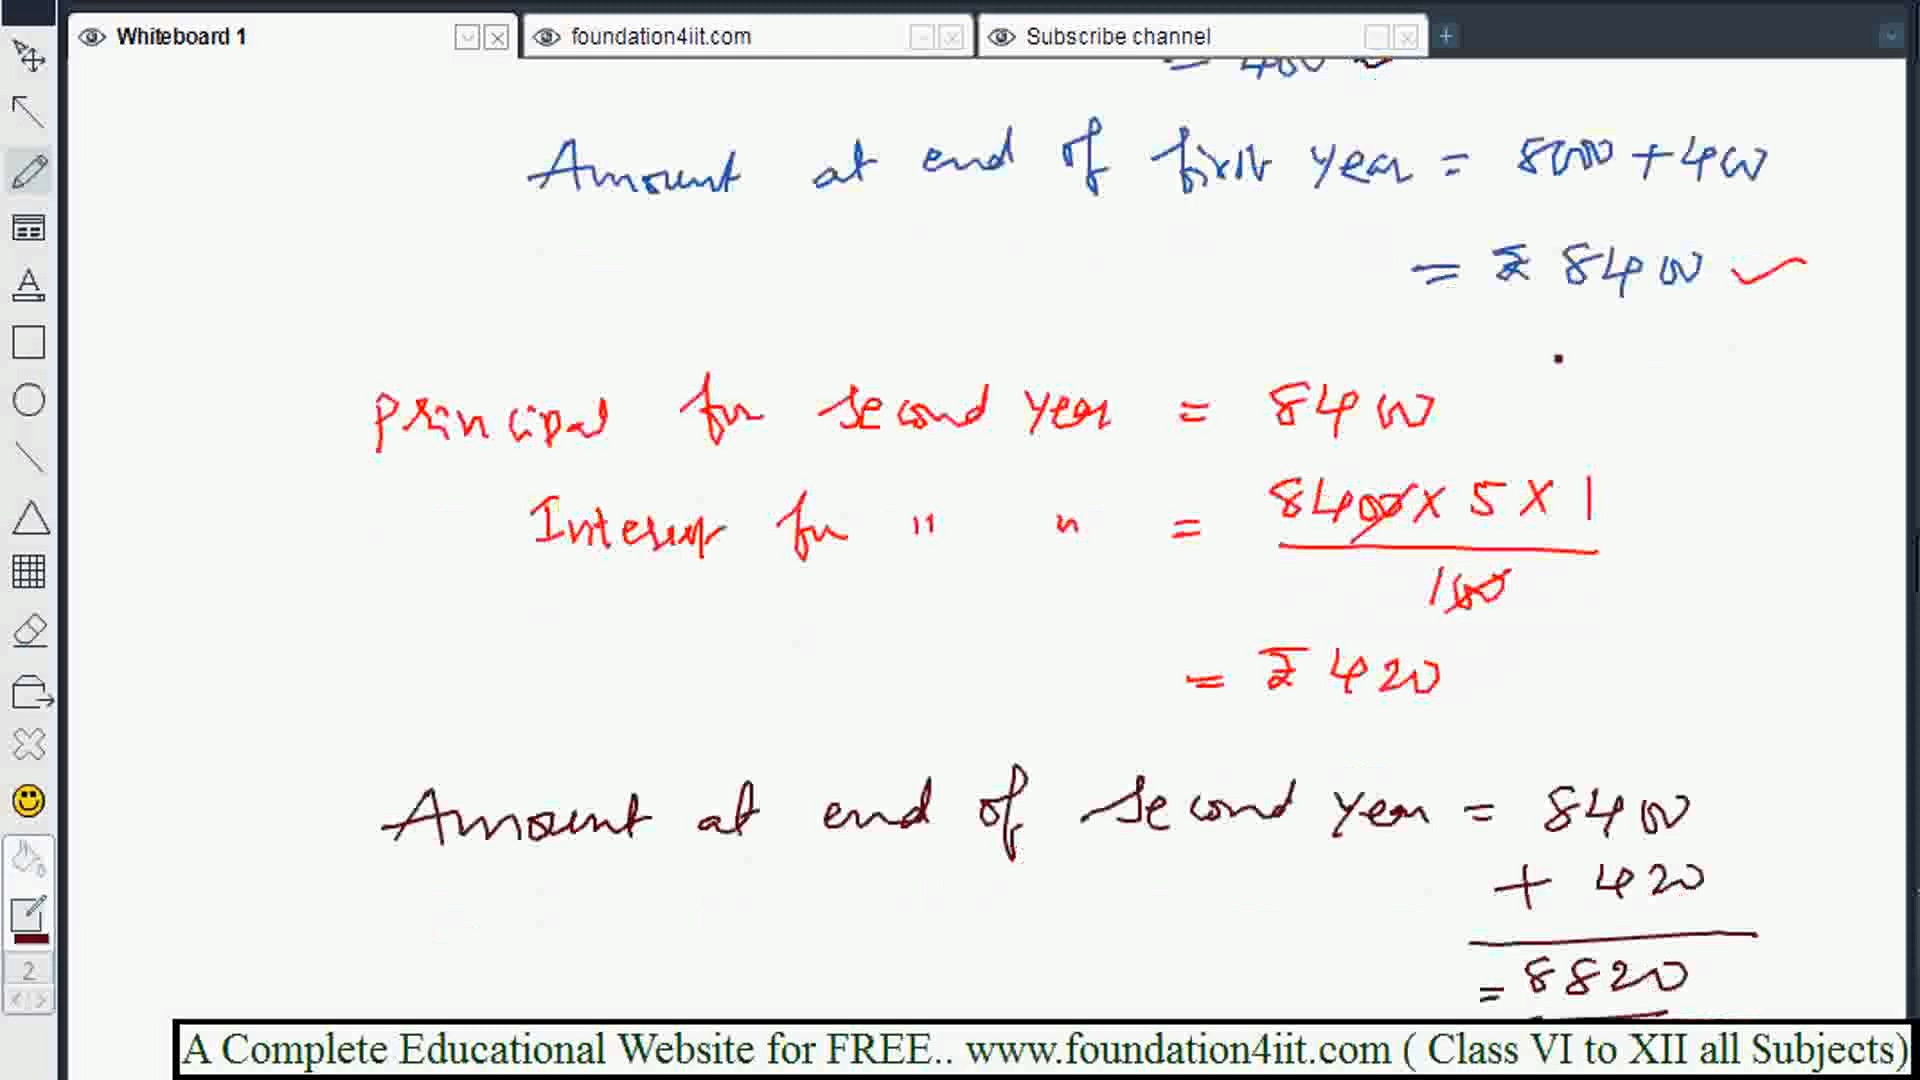 Whiteboard 1 foundation4iit.com Subscribe channel
= 400
Amount at end of first year = 8000 + 400
= ₹ 8400 ✓
Principal for second year = 8400
Interest for " " = 8400 x 5 x 1
100
= ₹ 420
Amount at end of second year = 8400
+ 420
= 8820
2
A Complete Educational Website for FREE.. www.foundation4iit.com ( Class VI to XII all Subjects)